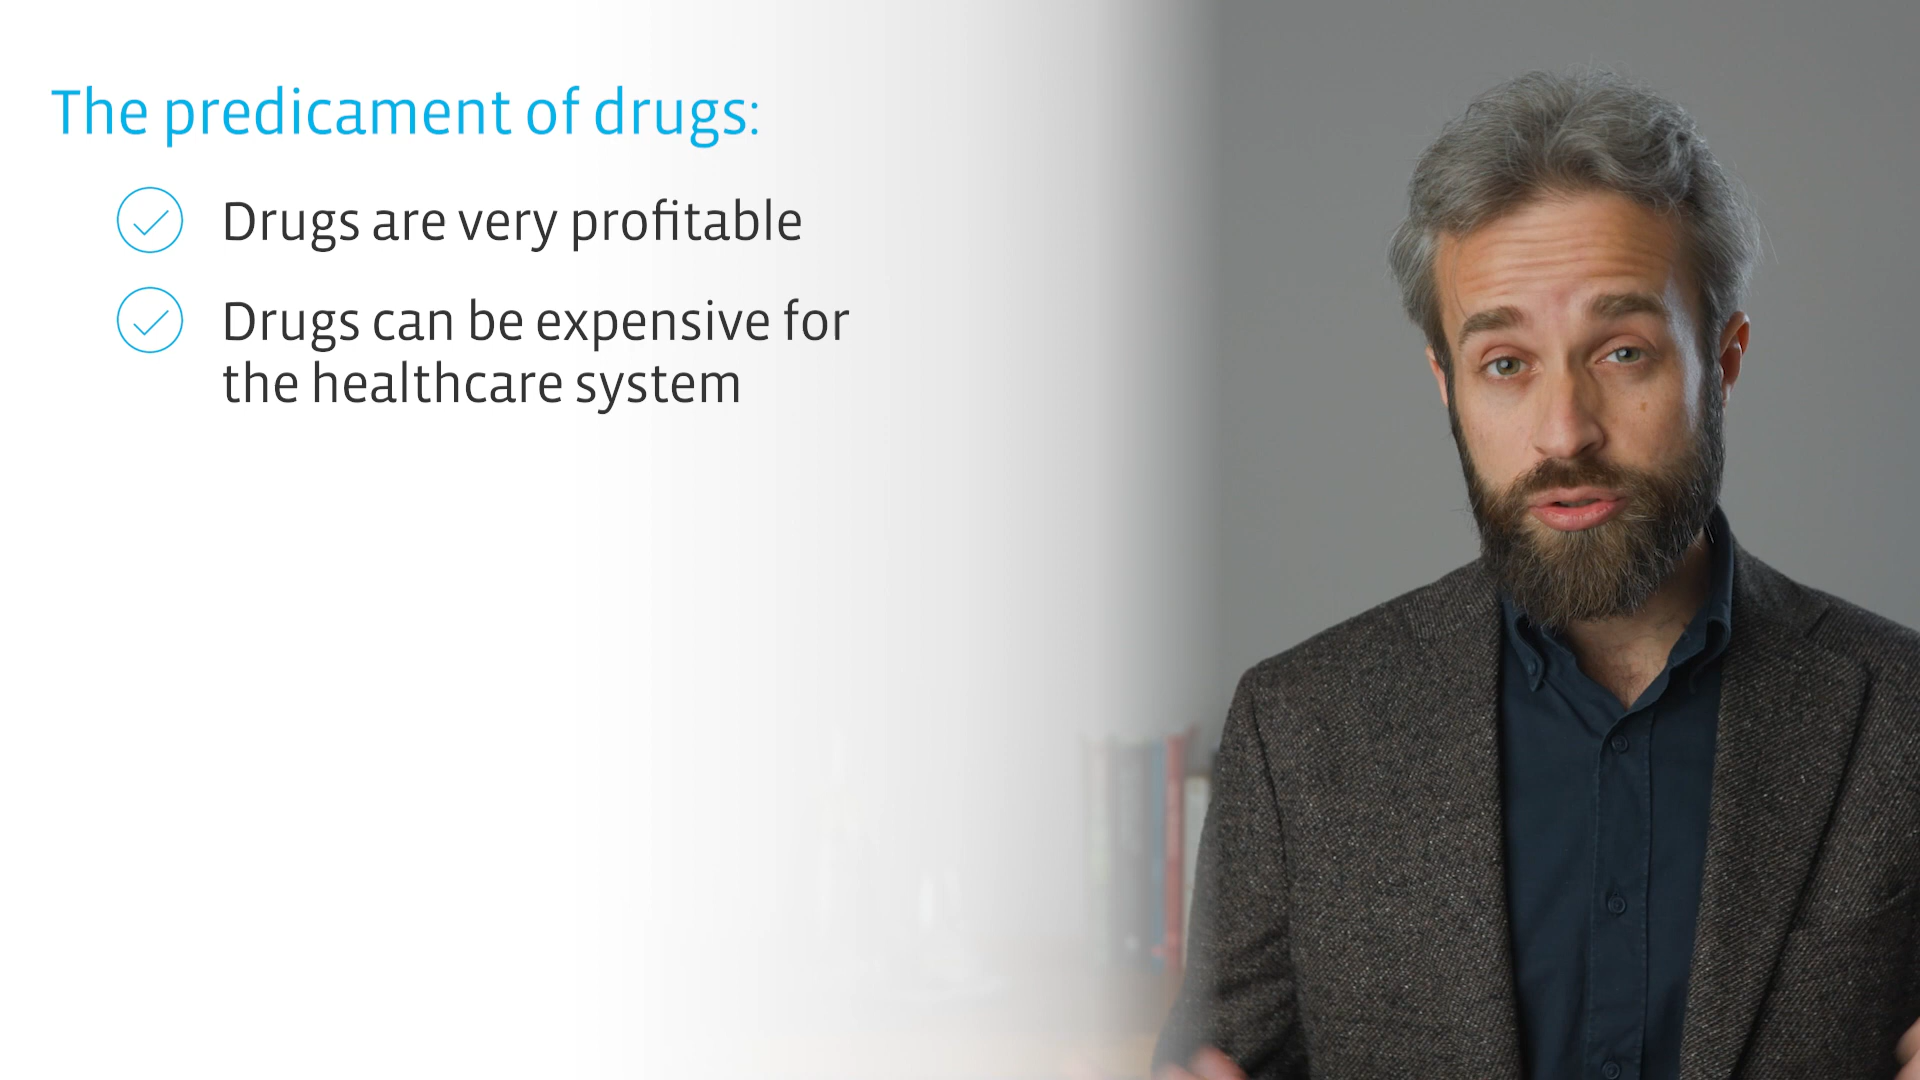 The predicament of drugs:
Drugs are very profitable
Drugs can be expensive for
the healthcare system